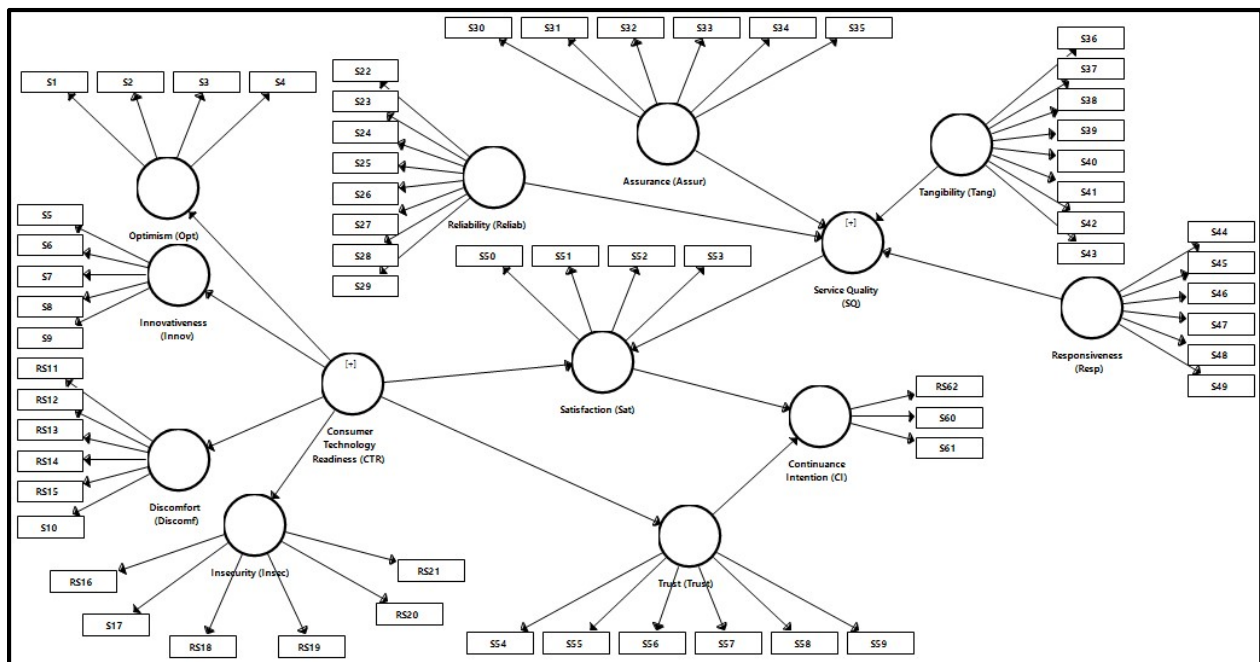 S30
S31
S32
S33
S34
S35
S36
S37
S38
S39
S40
S41
S42
S43
S1
S2
S3
S4
S22
S23
S24
S25
S26
S27
S28
S29
Assurance (Assur)
Tangibility (Tang)
Reliability (Reliab)
Optimism (Opt)
S5
S6
S7
S8
S9
Innovativeness
(Innov)
[+]
Service Quality
(SQ)
S44
S45
S46
S47
S48
S49
Responsiveness
(Resp)
S50
S51
S52
S53
Satisfaction (Sat)
[+]
Consumer
Technology
Readiness (CTR)
RS11
RS12
RS13
RS14
RS15
S10
Discomfort
(Discomf)
RS62
S60
S61
Continuance
Intention (CI)
Insecurity (Insec)
RS16
S17
RS18
RS19
RS20
RS21
Trust (Trust)
S54
S55
S56
S57
S58
S59